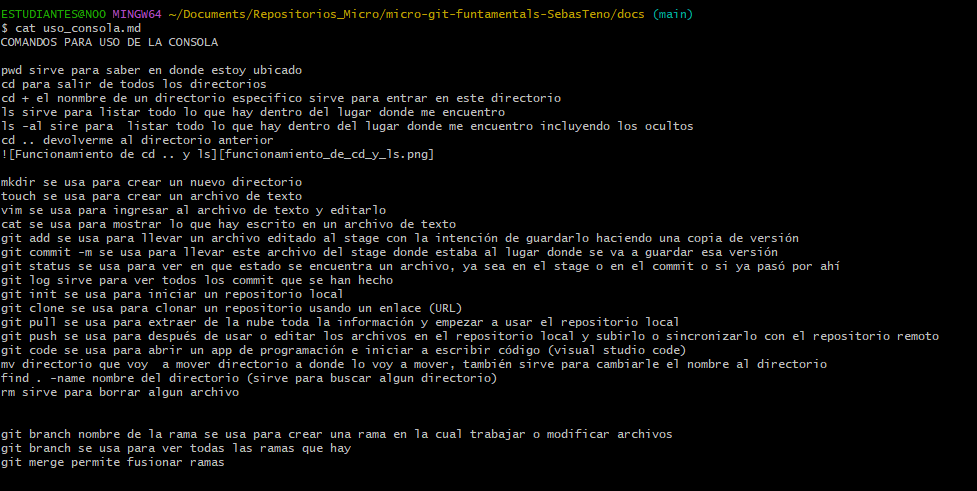 ESTUDIANTES@NOO MINGW64 ~/Documents/Repositorios_Micro/micro-git-funtamentals-SebasTeno/docs (main)
$ cat uso_consola.md
COMANDOS PARA USO DE LA CONSOLA
pwd sirve para saber en donde estoy ubicado
cd para salir de todos los directorios
cd + el nonmbre de un directorio especifico sirve para entrar en este directorio
ls sirve para listar todo lo que hay dentro del lugar donde me encuentro
ls -al sire para  listar todo lo que hay dentro del lugar donde me encuentro incluyendo los ocultos
cd .. devolverme al directorio anterior
![Funcionamiento de cd .. y ls][funcionamiento_de_cd_y_ls.png]
mkdir se usa para crear un nuevo directorio
touch se usa para crear un archivo de texto
vim se usa para ingresar al archivo de texto y editarlo
cat se usa para mostrar lo que hay escrito en un archivo de texto
git add se usa para llevar un archivo editado al stage con la intención de guardarlo haciendo una copia de versión
git commit -m se usa para llevar este archivo del stage donde estaba al lugar donde se va a guardar esa versión
git status se usa para ver en que estado se encuentra un archivo, ya sea en el stage o en el commit o si ya pasó por ahí
git log sirve para ver todos los commit que se han hecho
git init se usa para iniciar un repositorio local
git clone se usa para clonar un repositorio usando un enlace (URL)
git pull se usa para extraer de la nube toda la información y empezar a usar el repositorio local
git push se usa para después de usar o editar los archivos en el repositorio local y subirlo o sincronizarlo con el repositorio remoto
git code se usa para abrir un app de programación e iniciar a escribir código (visual studio code)
mv directorio que voy  a mover directorio a donde lo voy a mover, también sirve para cambiarle el nombre al directorio
find . -name nombre del directorio (sirve para buscar algun directorio)
rm sirve para borrar algun archivo
git branch nombre de la rama se usa para crear una rama en la cual trabajar o modificar archivos
git branch se usa para ver todas las ramas que hay
git merge permite fusionar ramas